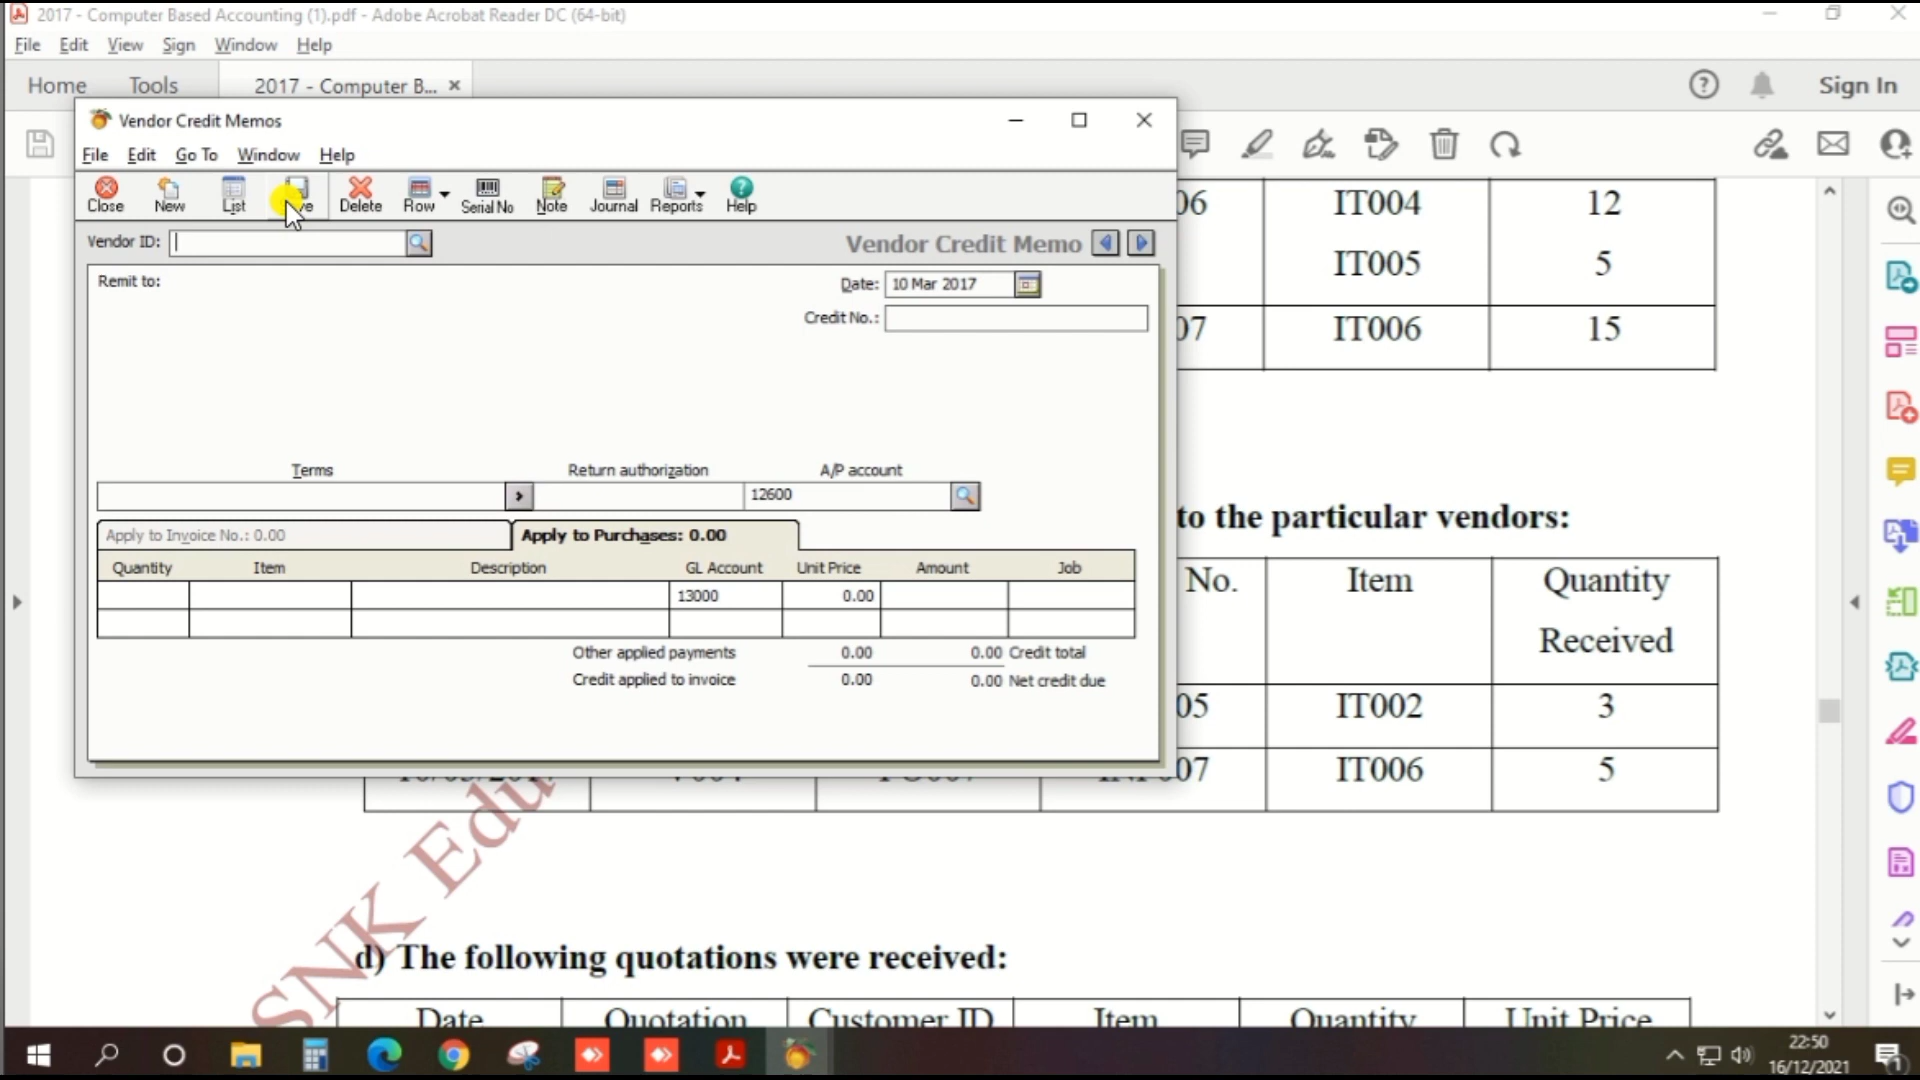 2017 - Computer Based Accounting (1).pdf - Adobe Acrobat Reader DC (64-bit)
File Edit View Sign Window Help
Home Tools 2017 - Computer B... Sign In
Vendor Credit Memos
File Edit Go To Window Help
Close New List Delete Row Serial No Note Journal Reports Help
Vendor ID: Vendor Credit Memo
Remit to:
Date: 10 Mar 2017
Credit No.:
Terms Return authorization A/P account
12600
Apply to Invoice No.: 0.00 Apply to Purchases: 0.00
Quantity Item Description GL Account Unit Price Amount Job
13000 0.00
Other applied payments 0.00 0.00 Credit total
Credit applied to invoice 0.00 0.00 Net credit due
06 IT004 12
IT005 5
07 IT006 15
to the particular vendors:
No. Item Quantity
Received
05 IT002 3
07 IT006 5
SNK Edu
d) The following quotations were received:
Date Quotation Customer ID Item Quantity Unit Price
22:50
16/12/2021
1